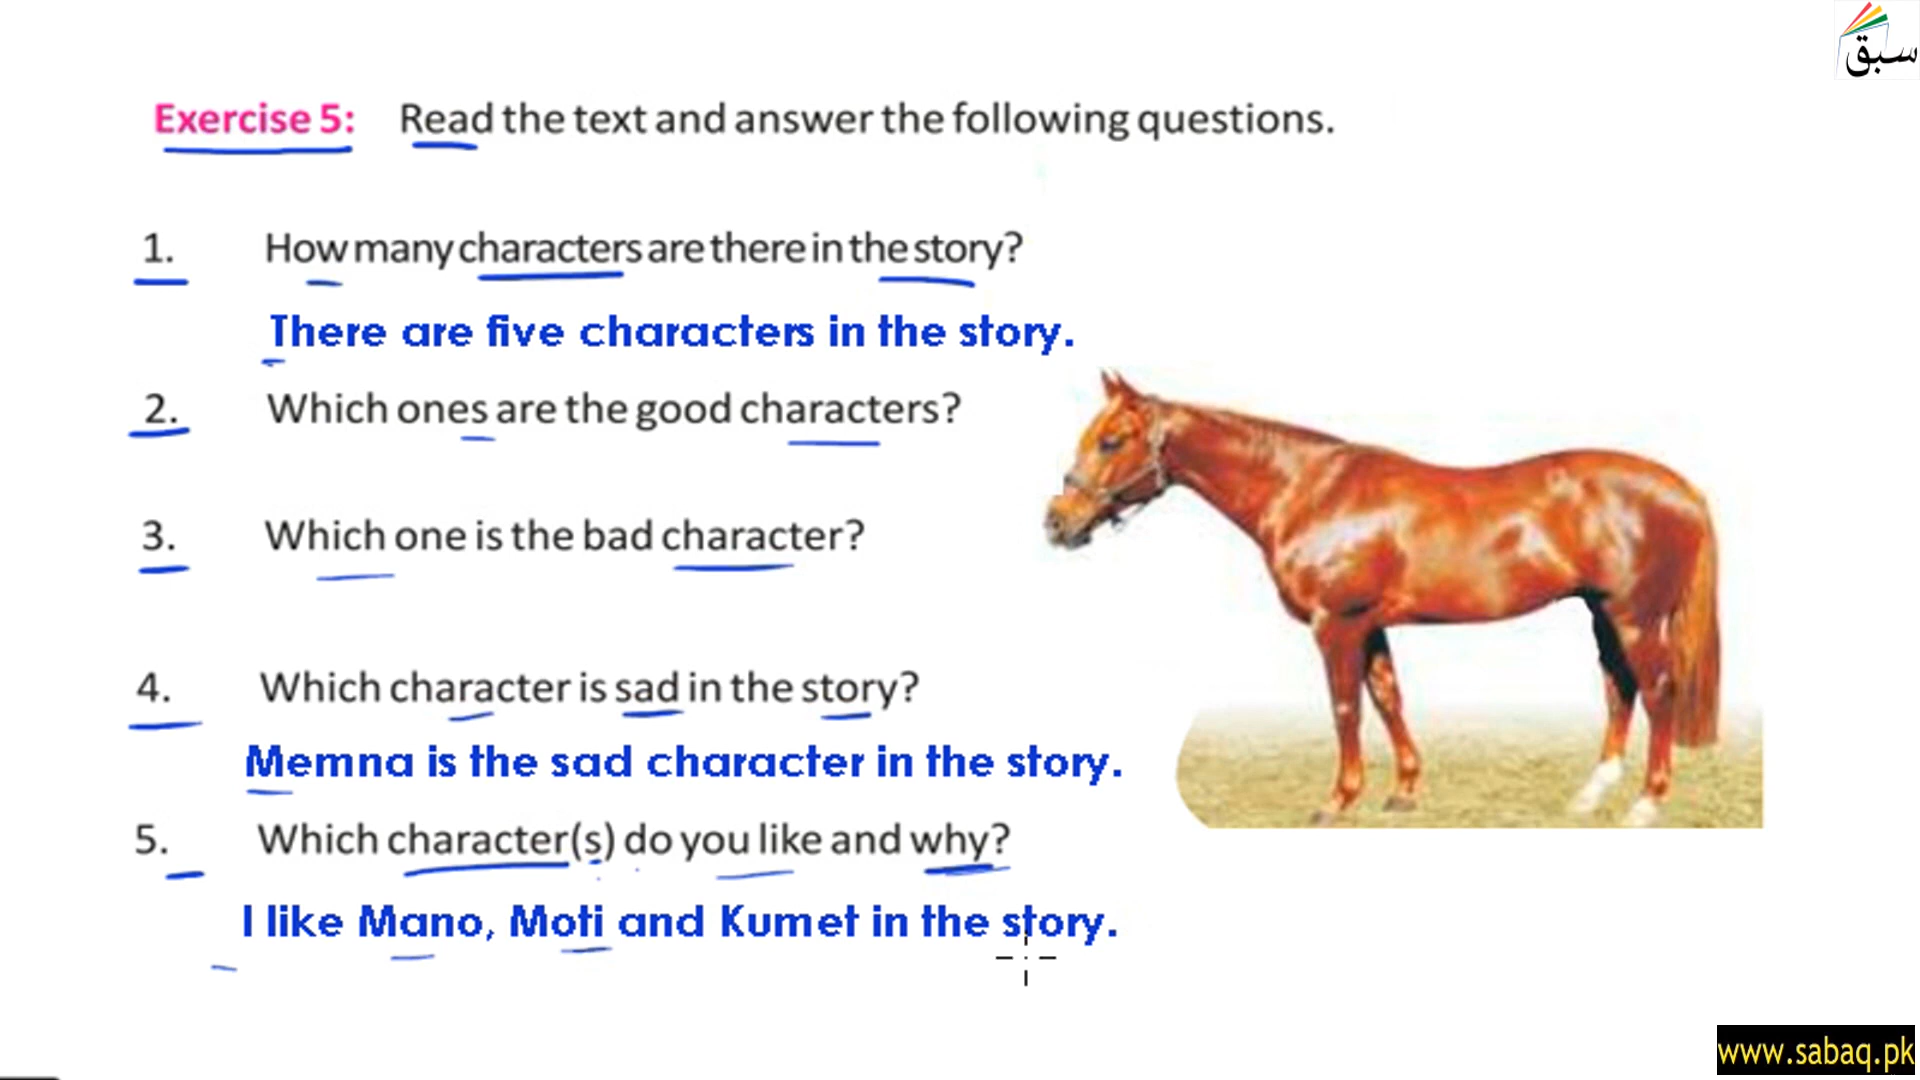 سبق
Exercise 5: Read the text and answer the following questions.
1. How many characters are there in the story?
There are five characters in the story.
2. Which ones are the good characters?
3. Which one is the bad character?
4. Which character is sad in the story?
Memna is the sad character in the story.
5. Which character(s) do you like and why?
I like Mano, Moti and Kumet in the story.
www.sabaq.pk